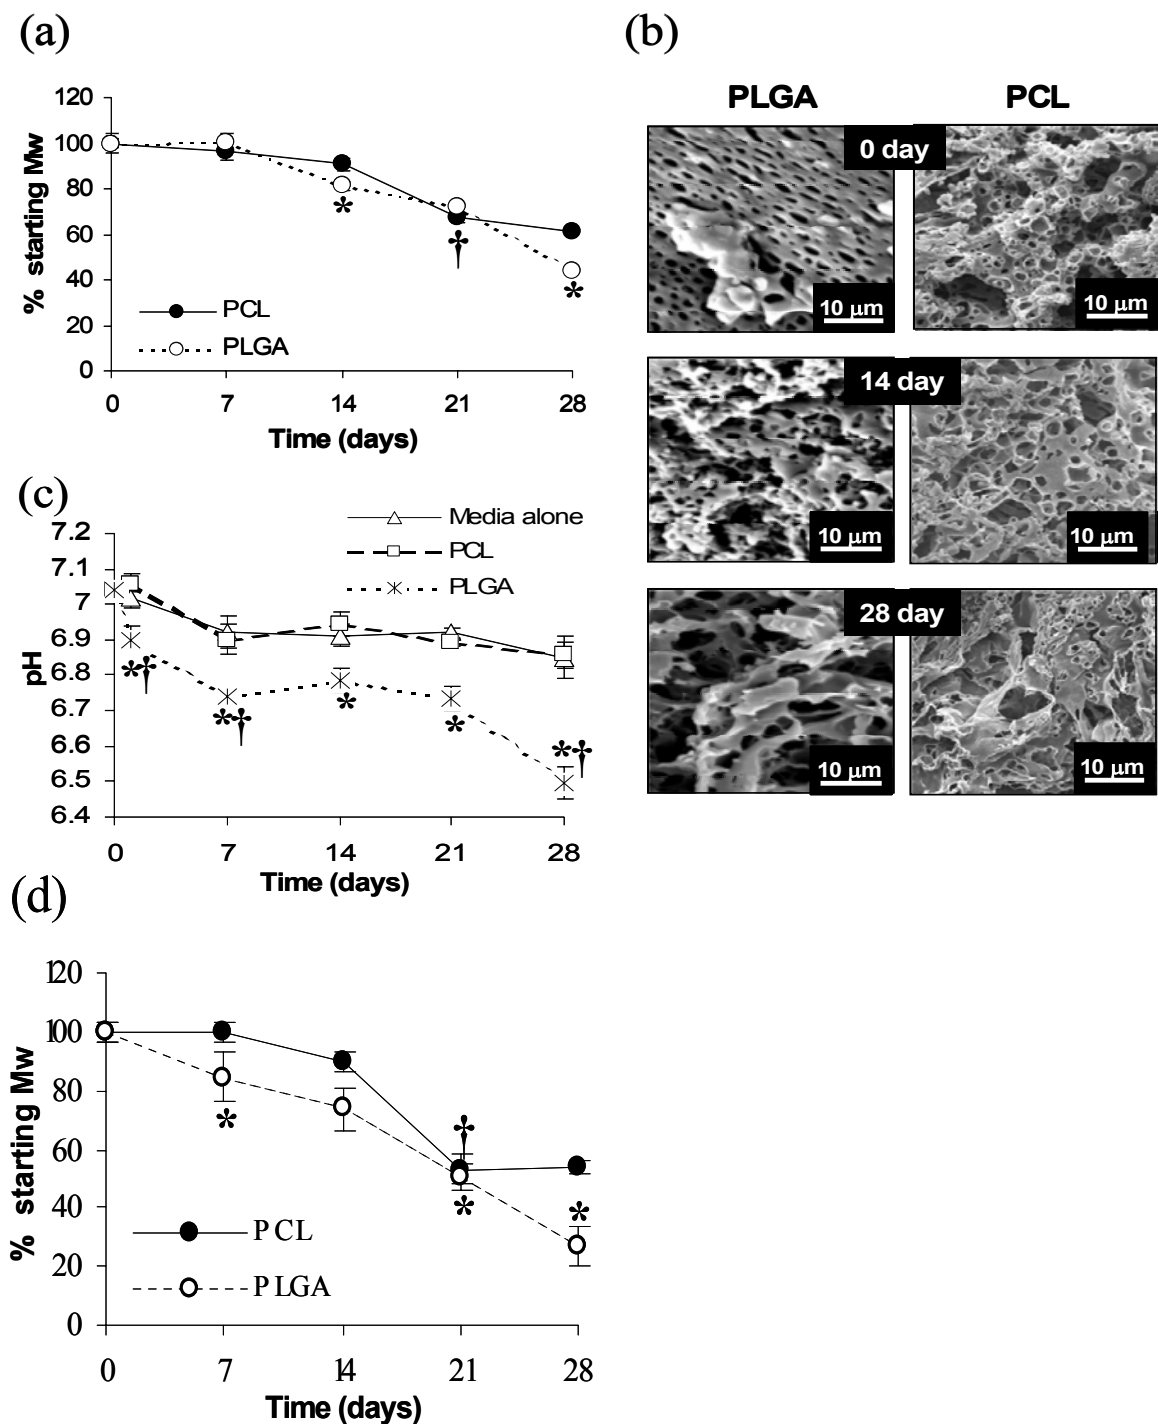 (a)
120
100
80
60
40
20
0
% starting Mw
PCL
PLGA
*
†
*
0 7 14 21 28
Time (days)
(b)
PLGA PCL
0 day
10 µm 10 µm
14 day
10 µm 10 µm
28 day
10 µm 10 µm
(c)
7.2
7.1
7
6.9
6.8
6.7
6.6
6.5
6.4
pH
Media alone
PCL
PLGA
*†
*†
*
*
*†
0 7 14 21 28
Time (days)
(d)
120
100
80
60
40
20
0
% starting Mw
*
†
*
*
PCL
PLGA
0 7 14 21 28
Time (days)